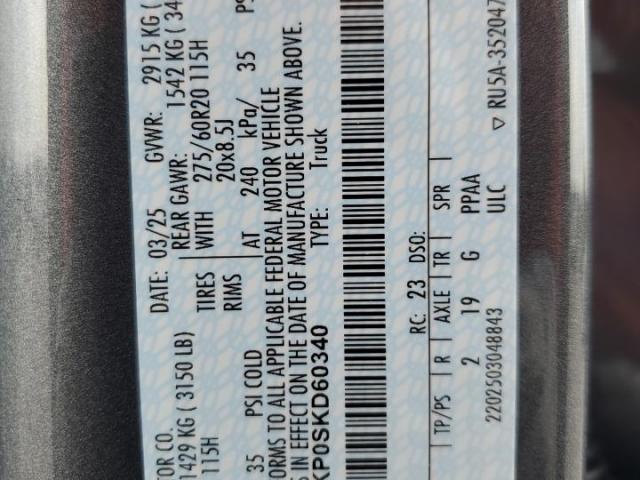 TOR CO.
DATE: 03/25 GVWR: 2915 KG (
1429 KG ( 3150 LB) REAR GAWR: 1542 KG ( 34
115H TIRES WITH 275/60R20 115H
RIMS 20x8.5J
35 PSI COLD AT 240 kPa/ 35 PS
ORMS TO ALL APPLICABLE FEDERAL MOTOR VEHICLE
S IN EFFECT ON THE DATE OF MANUFACTURE SHOWN ABOVE.
KP0SKD60340 TYPE: Truck
RC: 23 DSO:
TP/PS R AXLE TR SPR
2 19 G PPAA
2202503048843 ULC
▽ RU5A-352047